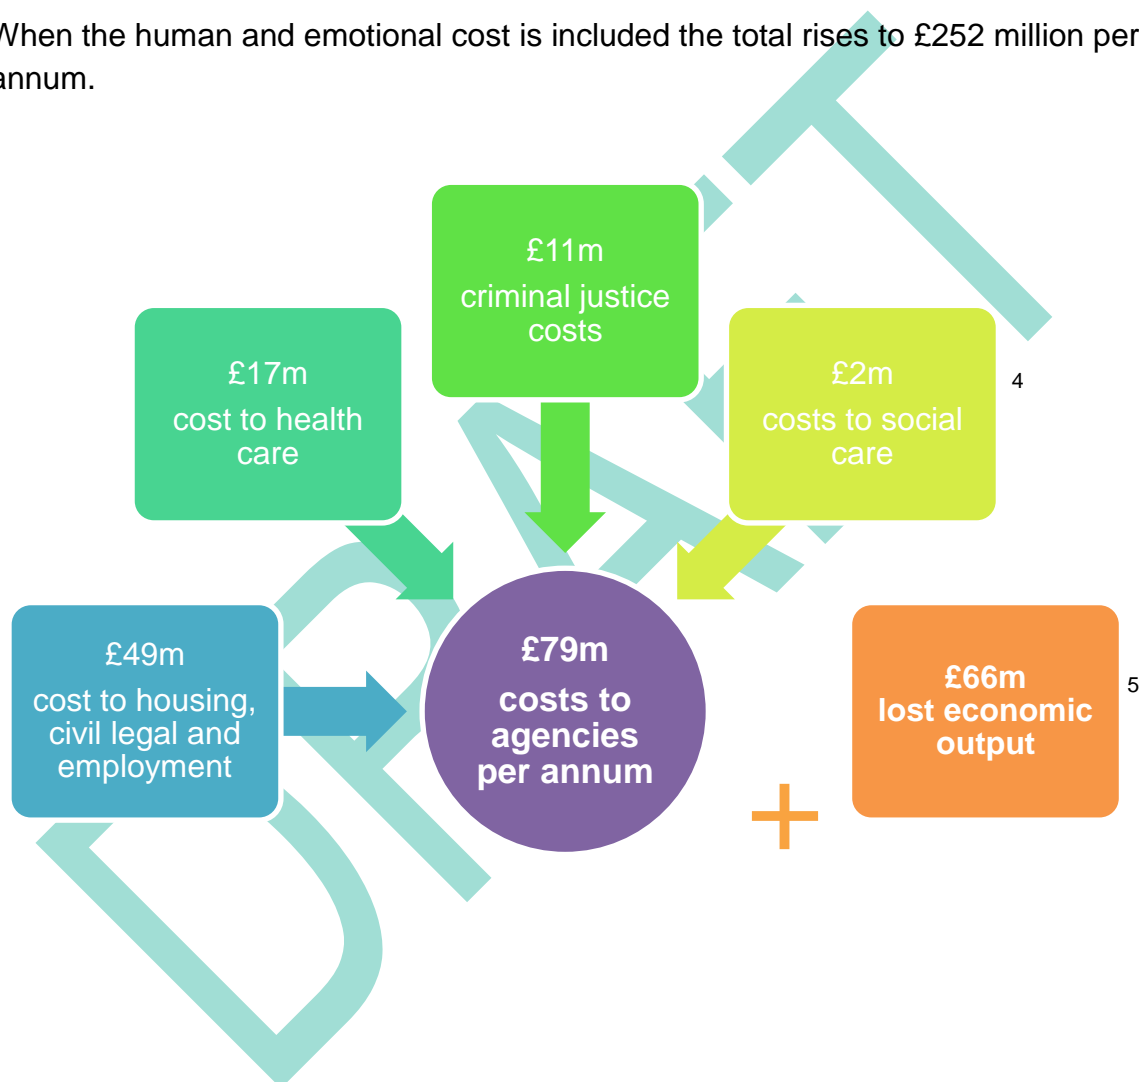 When the human and emotional cost is included the total rises to £252 million per
annum.
£11m
criminal justice
costs
£17m
cost to health
care
£2m
costs to social
care
4
£49m
cost to housing,
civil legal and
employment
£79m
costs to
agencies
per annum
+
£66m
lost economic
output
5
DRAFT